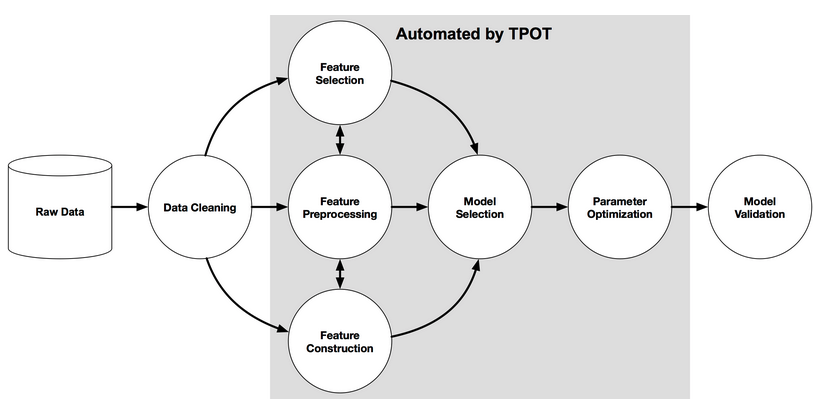 Automated by TPOT
Feature
Selection
Raw Data
Data Cleaning
Feature
Preprocessing
Model
Selection
Parameter
Optimization
Model
Validation
Feature
Construction